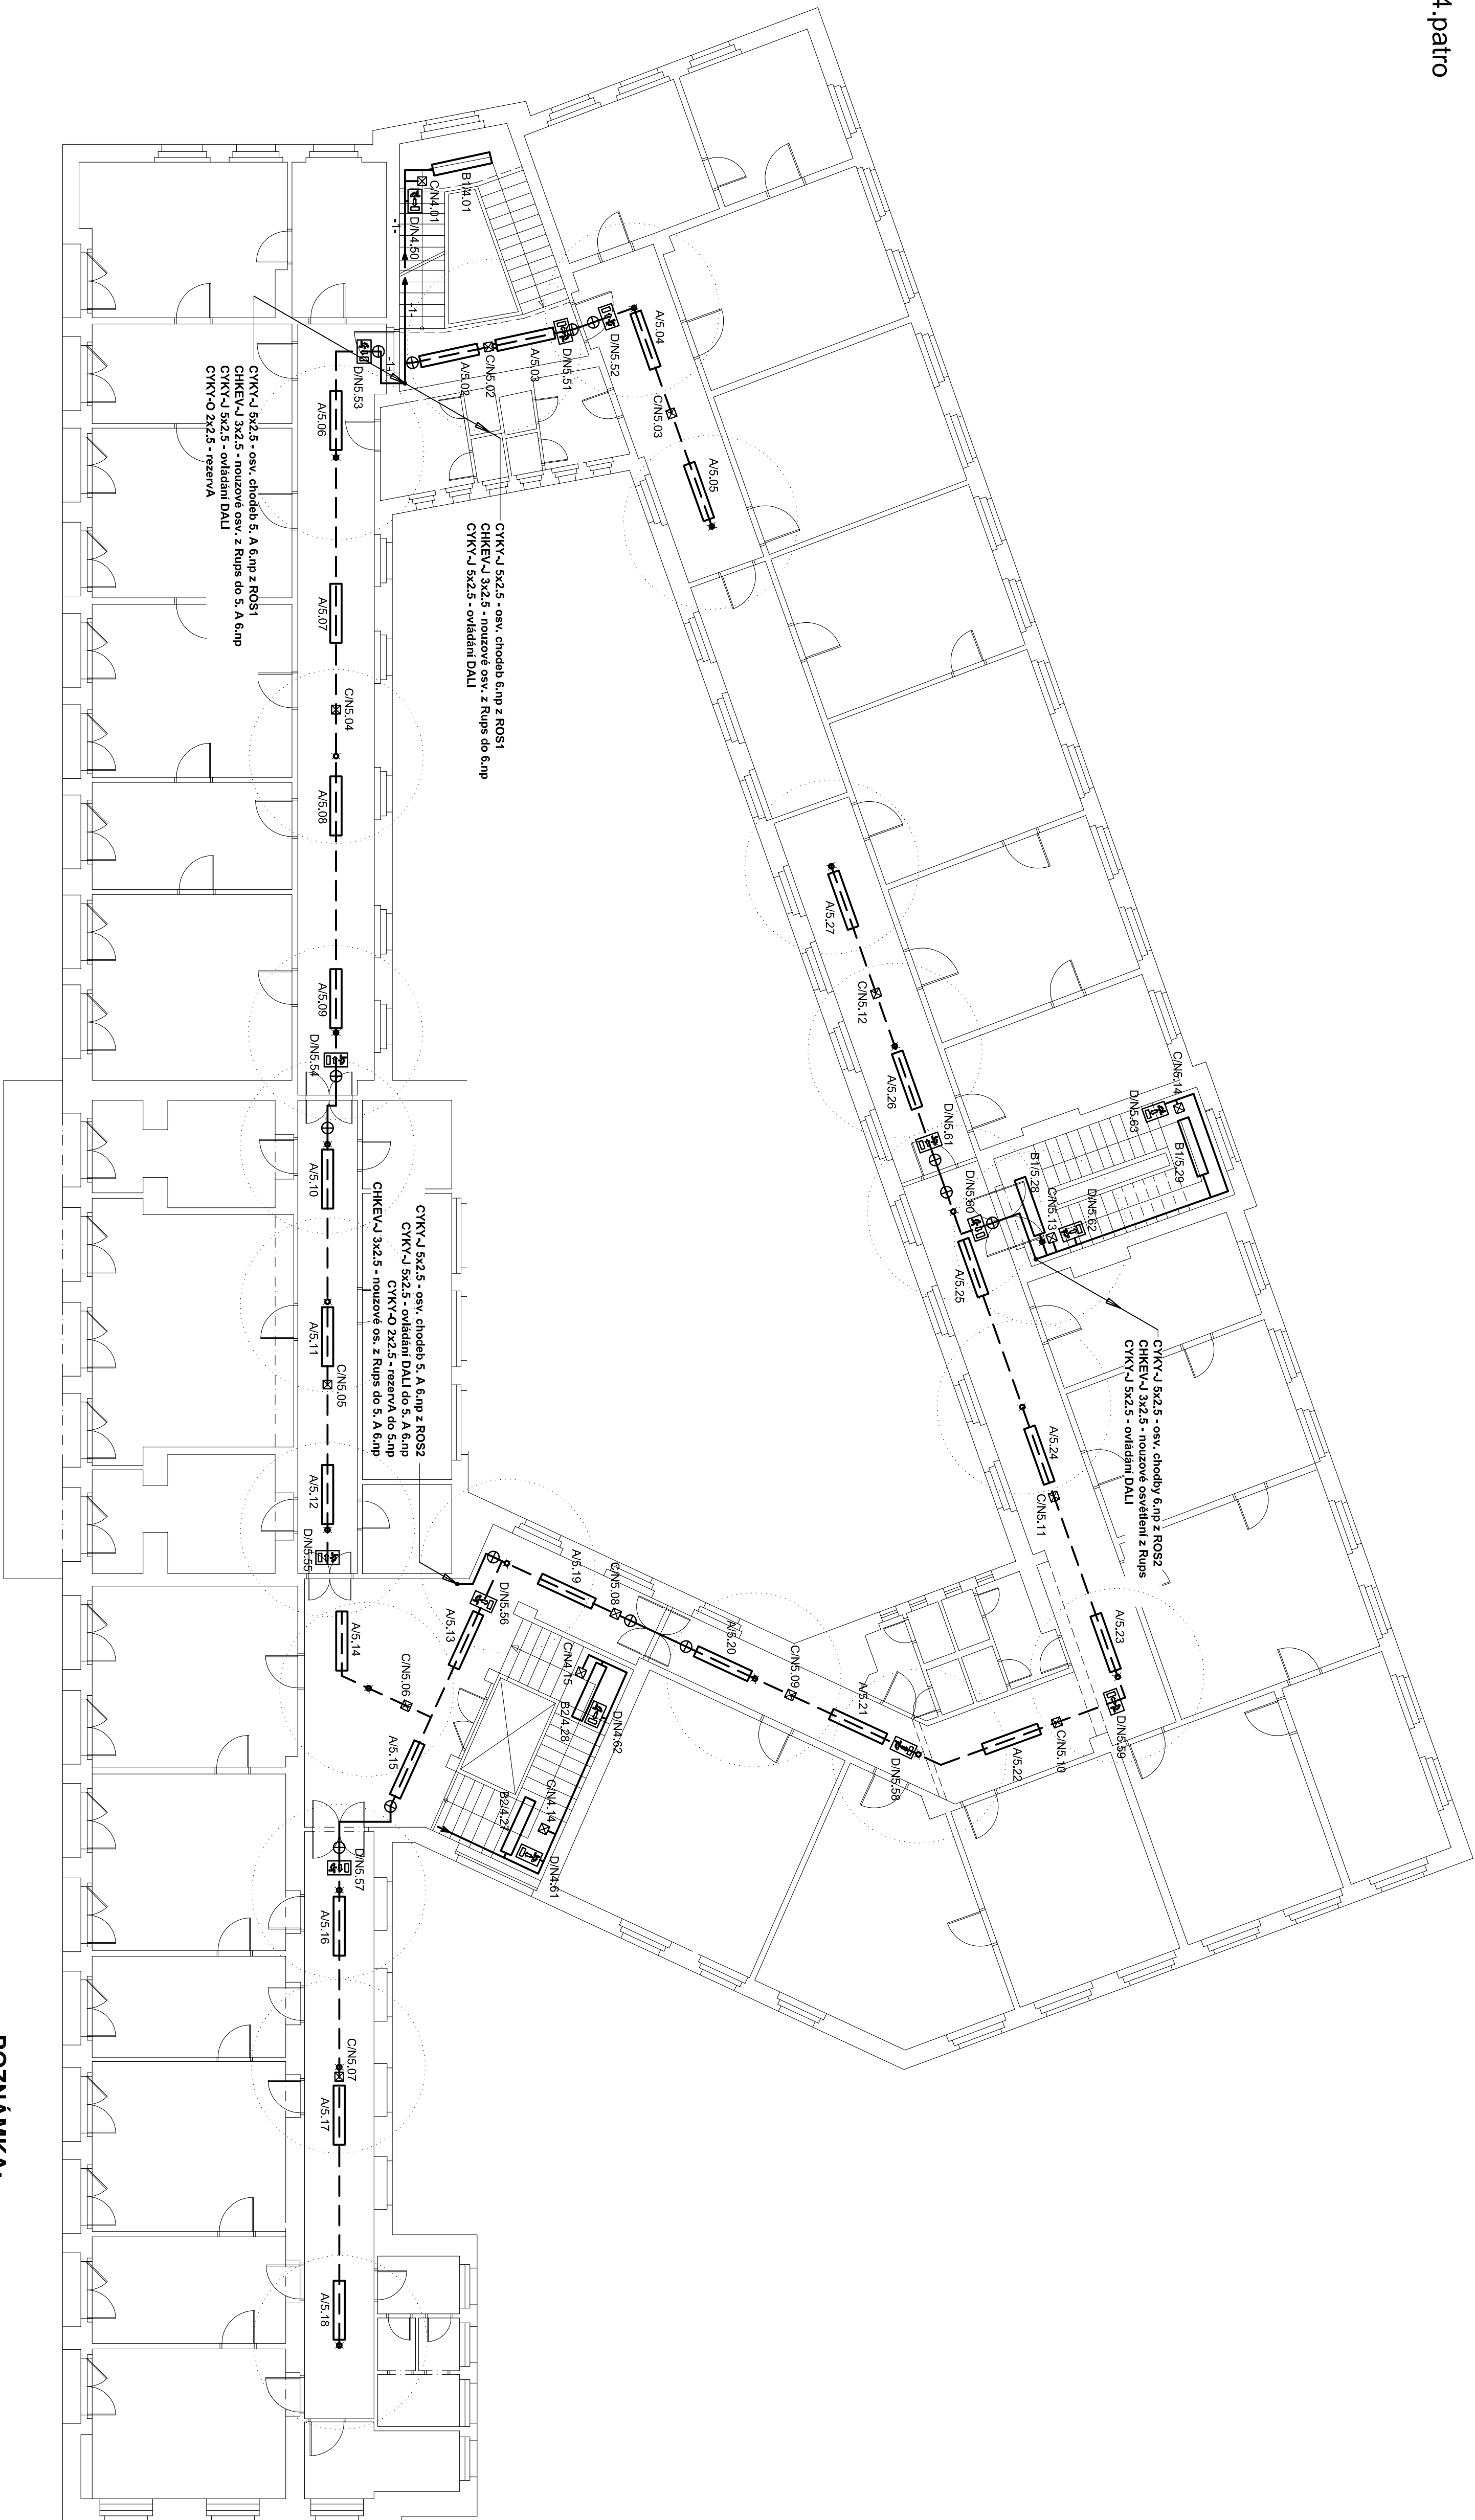 4.patro
B1/4.01
C/N4.01
D/N4.50
-1-
-1-
-1-
A/5.02
C/N5.02
A/5.03
D/N5.51
D/N5.52
A/5.04
C/N5.03
A/5.05
D/N5.53
A/5.06
A/5.07
C/N5.04
A/5.08
A/5.09
D/N5.54
CYKY-J 5x2.5 - osv. chodeb 5. A 6.np z ROS1
CHKEV-J 3x2.5 - nouzové osv. z Rups do 5. A 6.np
CYKY-J 5x2.5 - ovládání DALI
CYKY-O 2x2.5 - rezervA
CYKY-J 5x2.5 - osv. chodeb 6.np z ROS1
CHKEV-J 3x2.5 - nouzové osv. z Rups do 6.np
CYKY-J 5x2.5 - ovládání DALI
A/5.27
C/N5.12
A/5.26
D/N5.61
D/N5.60
A/5.25
C/N5.14
D/N5.63
B1/5.29
B1/5.28
C/N5.13
D/N5.62
CYKY-J 5x2.5 - osv. chodby 6.np z ROS2
CHKEV-J 3x2.5 - nouzové osvětlení z Rups
CYKY-J 5x2.5 - ovládání DALI
A/5.24
C/N5.11
A/5.23
D/N5.59
C/N5.10
A/5.22
D/N5.58
A/5.21
C/N5.09
A/5.20
C/N5.08
A/5.19
A/5.10
A/5.11
C/N5.05
A/5.12
D/N5.55
CYKY-J 5x2.5 - osv. chodeb 5. A 6.np z ROS2
CYKY-J 5x2.5 - ovládání DALI do 5. A 6.np
CYKY-O 2x2.5 - rezervA do 5.np
CHKEV-J 3x2.5 - nouzové os. z Rups do 5. A 6.np
D/N5.56
A/5.13
A/5.14
C/N5.06
A/5.15
C/N4.15
B2/4.28
D/N4.62
C/N4.14
B2/4.27
D/N4.61
D/N5.57
A/5.16
C/N5.07
A/5.17
A/5.18
POZNÁMKA: